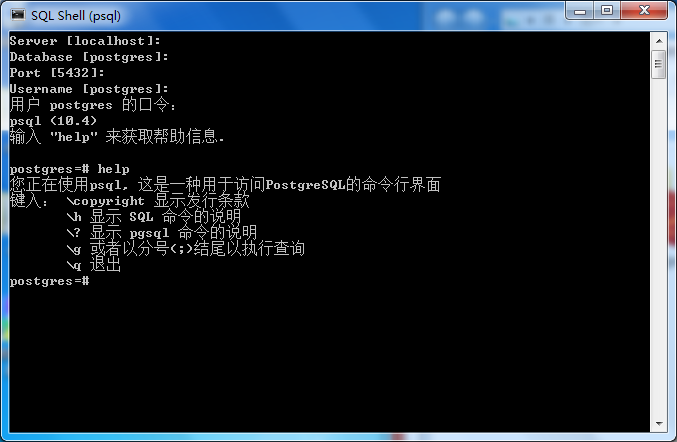 SQL Shell (psql)
Server [localhost]:
Database [postgres]:
Port [5432]:
Username [postgres]:
用户 postgres 的口令:
psql (10.4)
输入 "help" 来获取帮助信息.
postgres=# help
您正在使用psql, 这是一种用于访问PostgreSQL的命令行界面
键入: \copyright 显示发行条款
\h 显示 SQL 命令的说明
\? 显示 pgsql 命令的说明
\g 或者以分号(;)结尾以执行查询
\q 退出
postgres=#